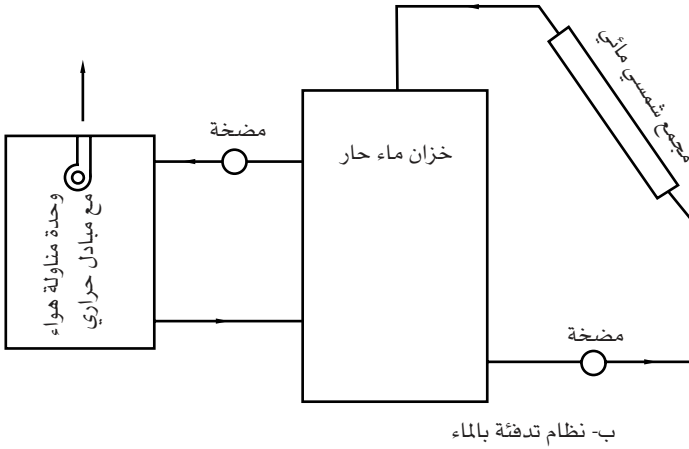 مجمع شمسي مائي
خزان ماء حار
مضخة
وحدة مناولة هواء
مع مبادل حراري
مضخة
ب- نظام تدفئة بالماء